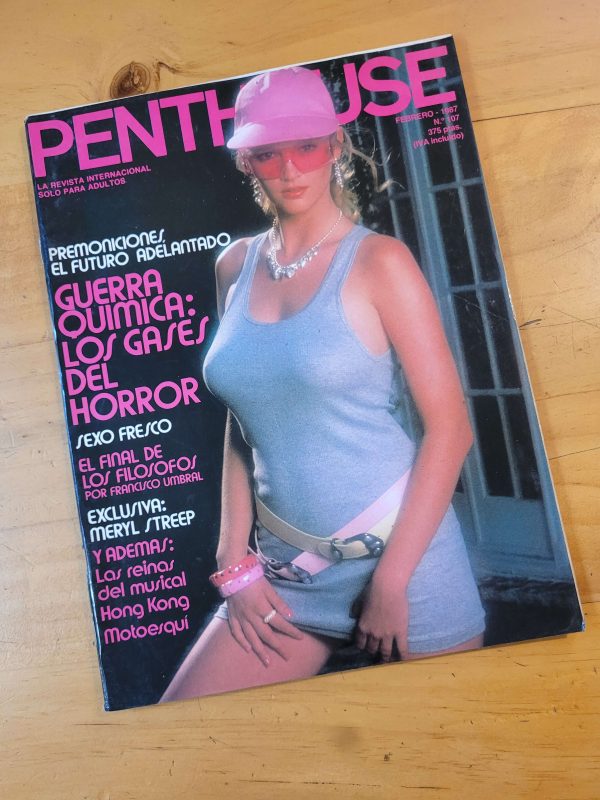 PENTHOUSE
LA REVISTA INTERNACIONAL
SOLO PARA ADULTOS
FEBRERO - 1987
N.º 107
375 ptas.
(IVA incluido)
PREMONICIONES,
EL FUTURO ADELANTADO
GUERRA
QUIMICA:
LOS GASES
DEL
HORROR
SEXO FRESCO
EL FINAL DE
LOS FILOSOFOS
POR FRANCISCO UMBRAL
EXCLUSIVA:
MERYL STREEP
Y ADEMAS:
Las reinas
del musical
Hong Kong
Motoesquí